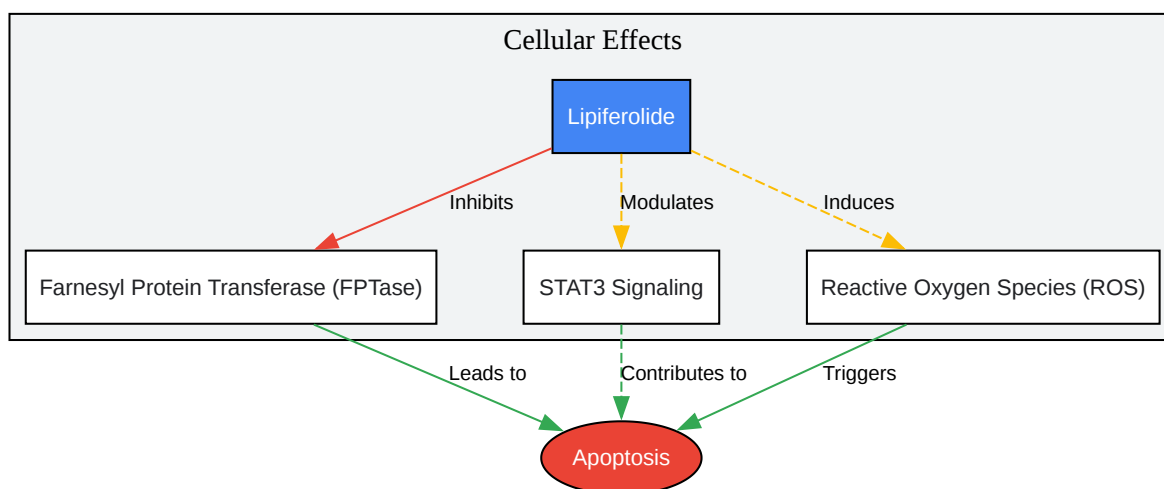 Cellular Effects
Lipiferolide
Inhibits
Modulates
Induces
Farnesyl Protein Transferase (FPTase)
STAT3 Signaling
Reactive Oxygen Species (ROS)
Leads to
Contributes to
Triggers
Apoptosis